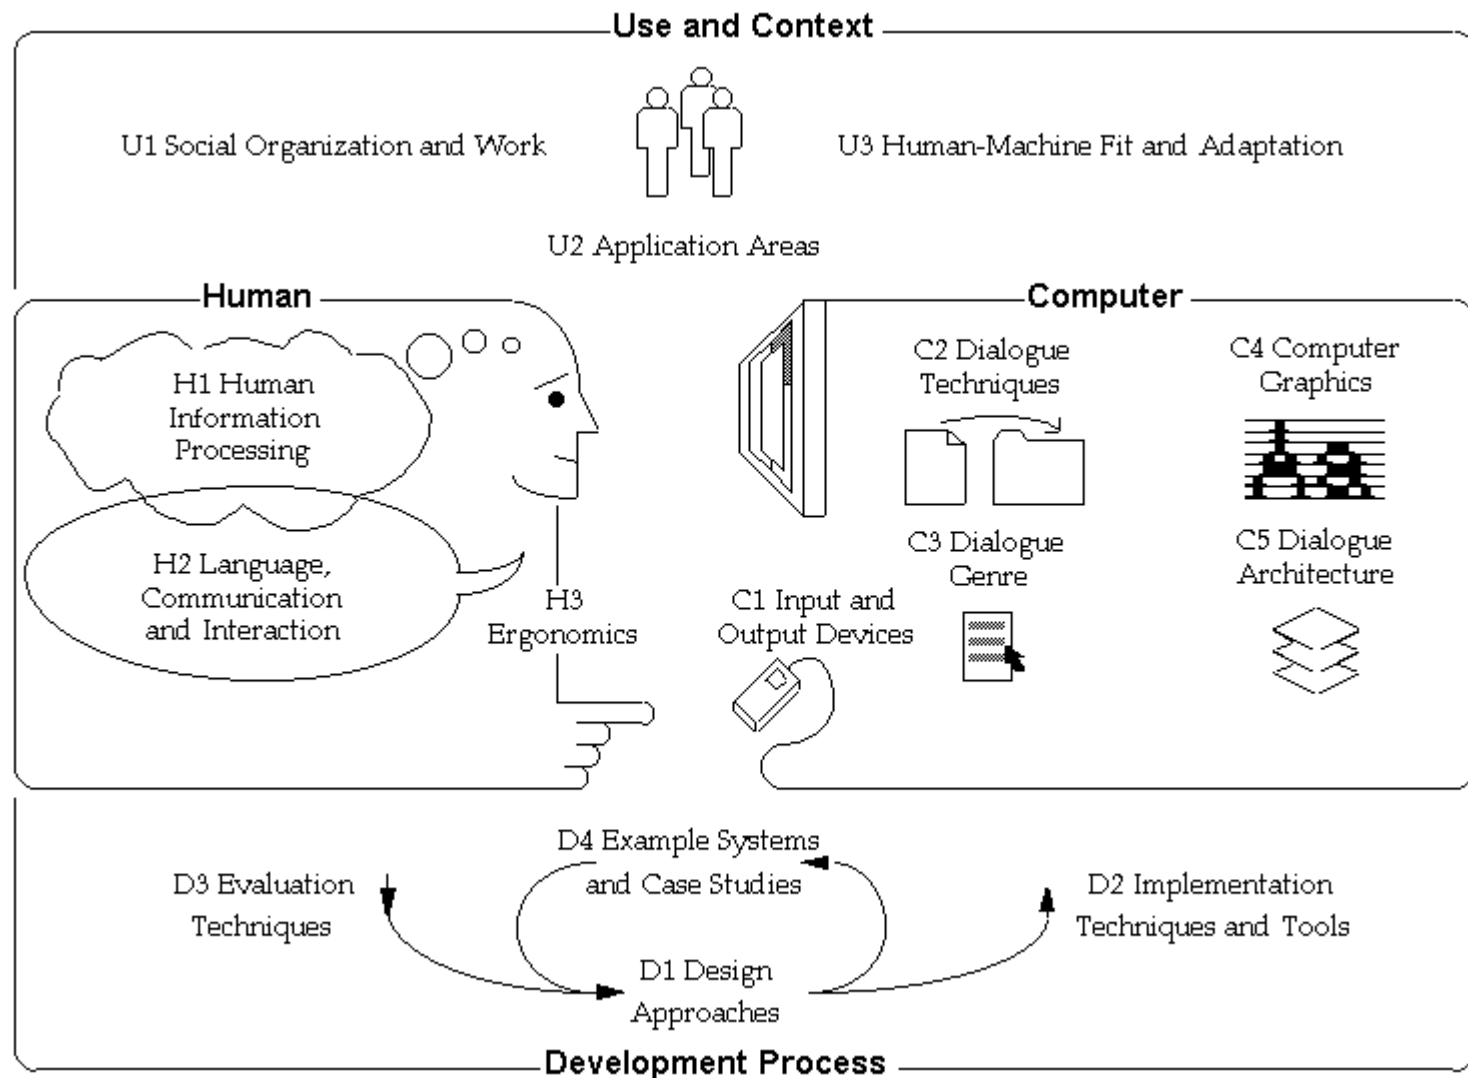 Use and Context
U1 Social Organization and Work
U3 Human-Machine Fit and Adaptation
U2 Application Areas
Human
H1 Human
Information
Processing
H2 Language,
Communication
and Interaction
H3
Ergonomics
Computer
C1 Input and
Output Devices
C2 Dialogue
Techniques
C3 Dialogue
Genre
C4 Computer
Graphics
C5 Dialogue
Architecture
D4 Example Systems
and Case Studies
D3 Evaluation
Techniques
D2 Implementation
Techniques and Tools
D1 Design
Approaches
Development Process